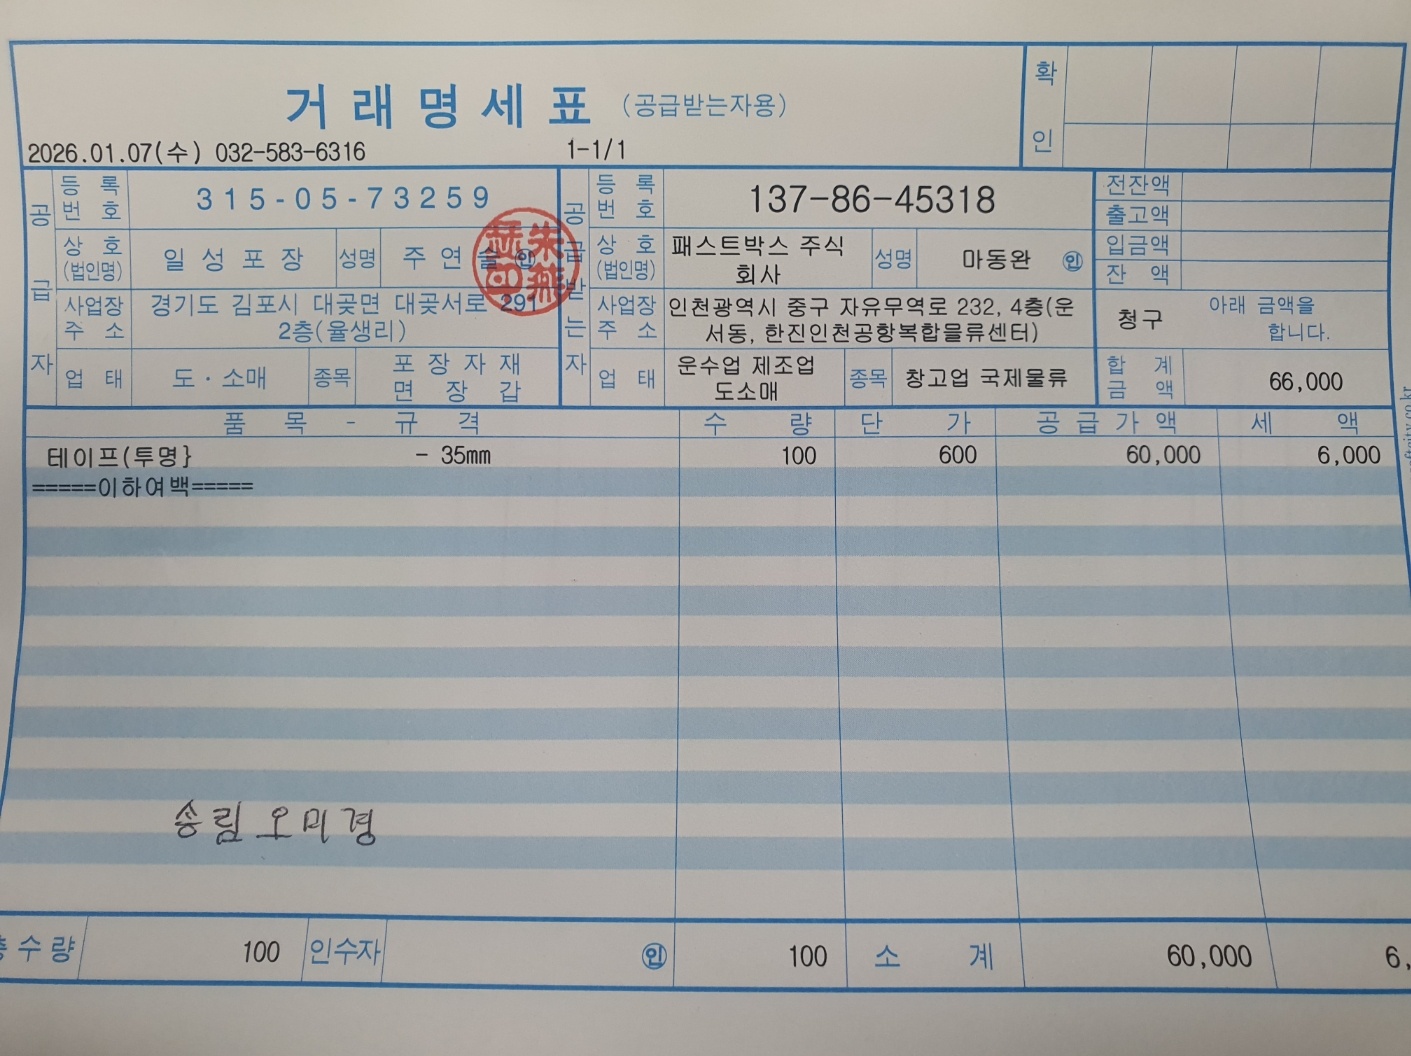 거래명세표 (공급받는자용)
확인
2026.01.07(수) 032-583-6316 1-1/1
공급자
등록번호 315-05-73259
상호(법인명) 일성포장 성명 주연술 인
사업장주소 경기도 김포시 대곶면 대곶서로 291
2층(율생리)
업태 도·소매 종목 포장자재
면장갑
공급받는자
등록번호 137-86-45318
상호(법인명) 패스트박스 주식
회사 성명 마동완 인
사업장주소 인천광역시 중구 자유무역로 232, 4층(운
서동, 한진인천공항복합물류센터)
업태 운수업 제조업
도소매 종목 창고업 국제물류
전잔액
출고액
입금액
잔액
청구 아래 금액을
합니다.
합계금액 66,000
품목 - 규격 수량 단가 공급가액 세액
테이프(투명} - 35mm 100 600 60,000 6,000
=====이하여백=====
송림 오미경
수량 100 인수자 인 100 소계 60,000 6,